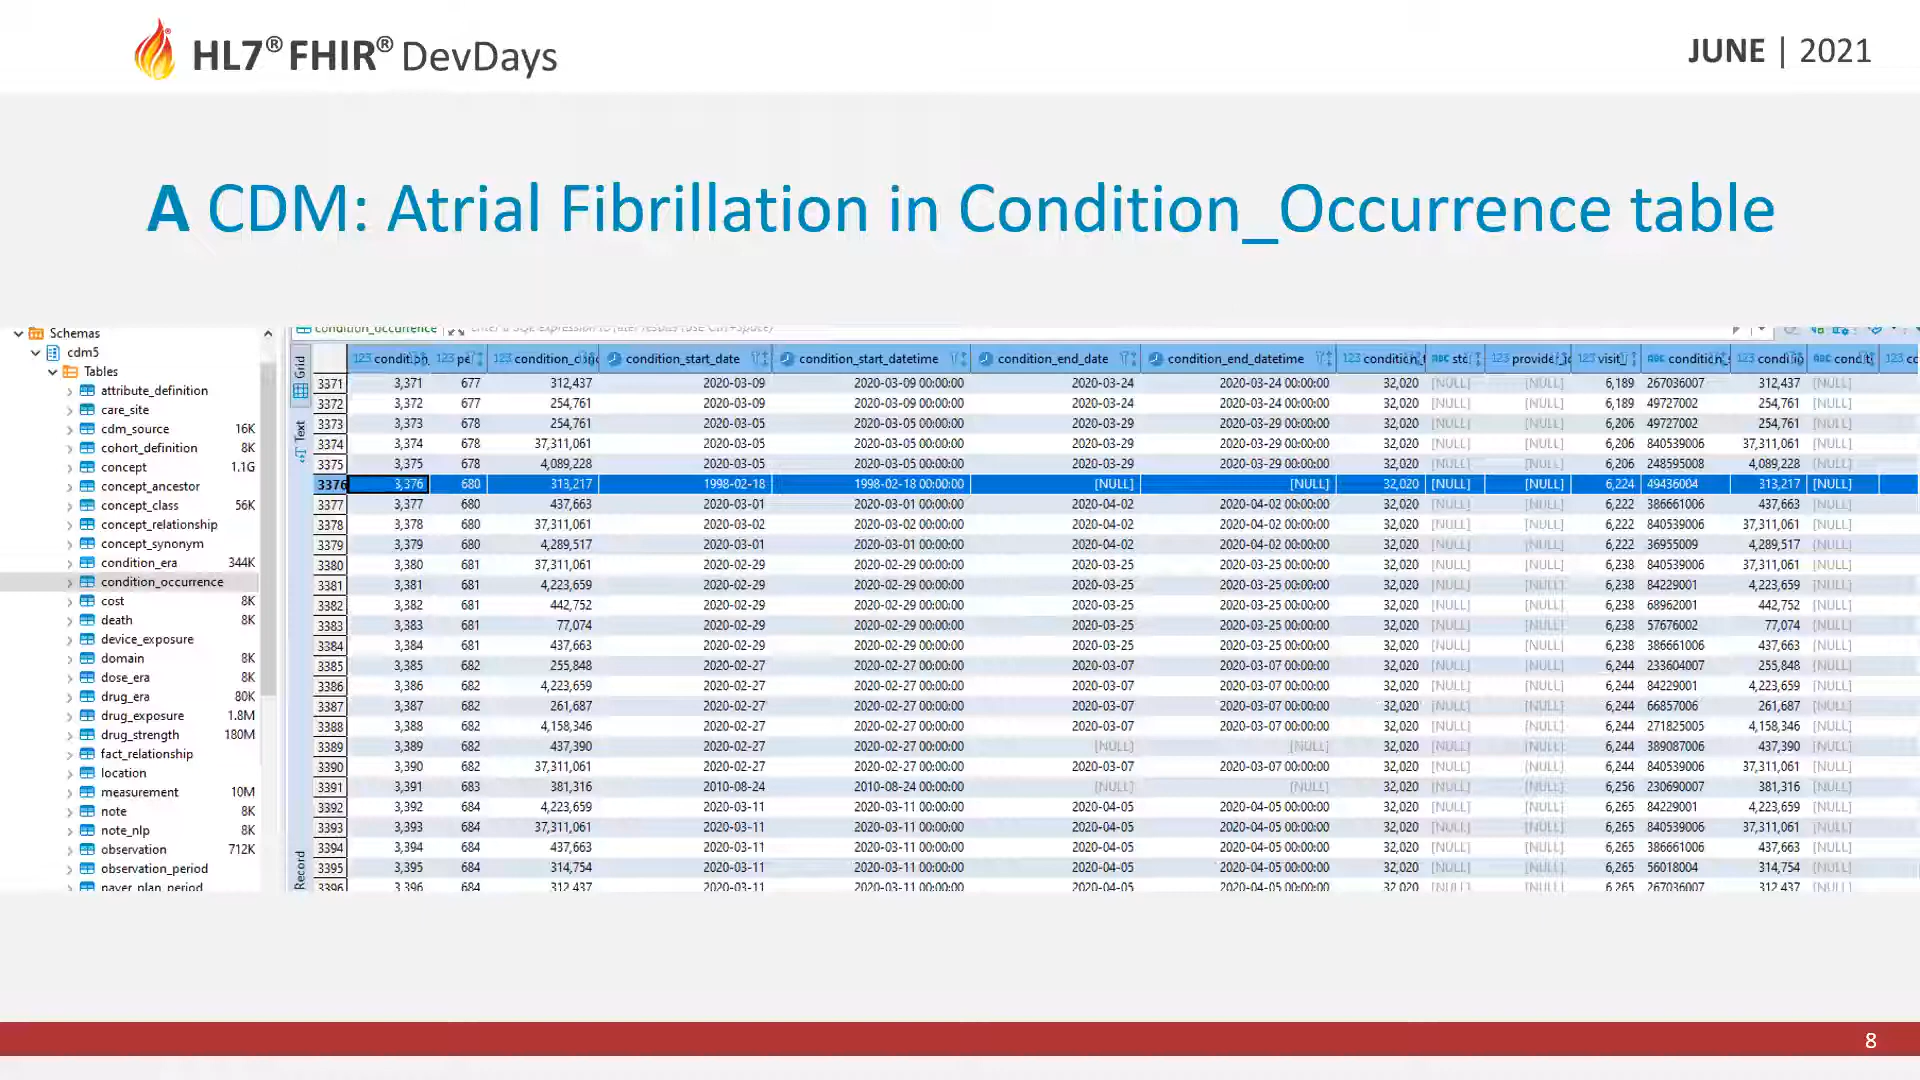 HL7® FHIR® DevDays
JUNE | 2021
A CDM: Atrial Fibrillation in Condition_Occurrence table
Schemas
cdm5
Tables
attribute_definition
care_site
cdm_source 16K
cohort_definition 8K
concept 1.1G
concept_ancestor
concept_class 56K
concept_relationship
concept_synonym
condition_era 344K
condition_occurrence
cost 8K
death 8K
device_exposure
domain 8K
dose_era 8K
drug_era 80K
drug_exposure 1.8M
drug_strength 180M
fact_relationship
location
measurement 10M
note 8K
note_nlp 8K
observation 712K
observation_period
condition_occurrence
Grid
Text
Record
condition_start_date condition_start_datetime condition_end_date condition_end_datetime
3371 3,371 677 312,437 2020-03-09 2020-03-09 00:00:00 2020-03-24 2020-03-24 00:00:00 32,020 [NULL] [NULL] 6,189 267036007 312,437 [NULL]
3372 3,372 677 254,761 2020-03-09 2020-03-09 00:00:00 2020-03-24 2020-03-24 00:00:00 32,020 [NULL] [NULL] 6,189 49727002 254,761 [NULL]
3373 3,373 678 254,761 2020-03-05 2020-03-05 00:00:00 2020-03-29 2020-03-29 00:00:00 32,020 [NULL] [NULL] 6,206 49727002 254,761 [NULL]
3374 3,374 678 37,311,061 2020-03-05 2020-03-05 00:00:00 2020-03-29 2020-03-29 00:00:00 32,020 [NULL] [NULL] 6,206 840539006 37,311,061 [NULL]
3375 3,375 678 4,089,228 2020-03-05 2020-03-05 00:00:00 2020-03-29 2020-03-29 00:00:00 32,020 [NULL] [NULL] 6,206 248595008 4,089,228 [NULL]
3376 3,376 680 313,217 1998-02-18 1998-02-18 00:00:00 [NULL] [NULL] 32,020 [NULL] [NULL] 6,224 49436004 313,217 [NULL]
3377 3,377 680 437,663 2020-03-01 2020-03-01 00:00:00 2020-04-02 2020-04-02 00:00:00 32,020 [NULL] [NULL] 6,222 386661006 437,663 [NULL]
3378 3,378 680 37,311,061 2020-03-02 2020-03-02 00:00:00 2020-04-02 2020-04-02 00:00:00 32,020 [NULL] [NULL] 6,222 840539006 37,311,061 [NULL]
3379 3,379 680 4,289,517 2020-03-01 2020-03-01 00:00:00 2020-04-02 2020-04-02 00:00:00 32,020 [NULL] [NULL] 6,222 36955009 4,289,517 [NULL]
3380 3,380 681 37,311,061 2020-02-29 2020-02-29 00:00:00 2020-03-25 2020-03-25 00:00:00 32,020 [NULL] [NULL] 6,238 840539006 37,311,061 [NULL]
3381 3,381 681 4,223,659 2020-02-29 2020-02-29 00:00:00 2020-03-25 2020-03-25 00:00:00 32,020 [NULL] [NULL] 6,238 84229001 4,223,659 [NULL]
3382 3,382 681 442,752 2020-02-29 2020-02-29 00:00:00 2020-03-25 2020-03-25 00:00:00 32,020 [NULL] [NULL] 6,238 68962001 442,752 [NULL]
3383 3,383 681 77,074 2020-02-29 2020-02-29 00:00:00 2020-03-25 2020-03-25 00:00:00 32,020 [NULL] [NULL] 6,238 57676002 77,074 [NULL]
3384 3,384 681 437,663 2020-02-29 2020-02-29 00:00:00 2020-03-25 2020-03-25 00:00:00 32,020 [NULL] [NULL] 6,238 386661006 437,663 [NULL]
3385 3,385 682 255,848 2020-02-27 2020-02-27 00:00:00 2020-03-07 2020-03-07 00:00:00 32,020 [NULL] [NULL] 6,244 233604007 255,848 [NULL]
3386 3,386 682 4,223,659 2020-02-27 2020-02-27 00:00:00 2020-03-07 2020-03-07 00:00:00 32,020 [NULL] [NULL] 6,244 84229001 4,223,659 [NULL]
3387 3,387 682 261,687 2020-02-27 2020-02-27 00:00:00 2020-03-07 2020-03-07 00:00:00 32,020 [NULL] [NULL] 6,244 66857006 261,687 [NULL]
3388 3,388 682 4,158,346 2020-02-27 2020-02-27 00:00:00 2020-03-07 2020-03-07 00:00:00 32,020 [NULL] [NULL] 6,244 271825005 4,158,346 [NULL]
3389 3,389 682 437,390 2020-02-27 2020-02-27 00:00:00 [NULL] [NULL] 32,020 [NULL] [NULL] 6,244 389087006 437,390 [NULL]
3390 3,390 682 37,311,061 2020-02-27 2020-02-27 00:00:00 2020-03-07 2020-03-07 00:00:00 32,020 [NULL] [NULL] 6,244 840539006 37,311,061 [NULL]
3391 3,391 683 381,316 2010-08-24 2010-08-24 00:00:00 [NULL] [NULL] 32,020 [NULL] [NULL] 6,256 230690007 381,316 [NULL]
3392 3,392 684 4,223,659 2020-03-11 2020-03-11 00:00:00 2020-04-05 2020-04-05 00:00:00 32,020 [NULL] [NULL] 6,265 84229001 4,223,659 [NULL]
3393 3,393 684 37,311,061 2020-03-11 2020-03-11 00:00:00 2020-04-05 2020-04-05 00:00:00 32,020 [NULL] [NULL] 6,265 840539006 37,311,061 [NULL]
3394 3,394 684 437,663 2020-03-11 2020-03-11 00:00:00 2020-04-05 2020-04-05 00:00:00 32,020 [NULL] [NULL] 6,265 386661006 437,663 [NULL]
3395 3,395 684 314,754 2020-03-11 2020-03-11 00:00:00 2020-04-05 2020-04-05 00:00:00 32,020 [NULL] [NULL] 6,265 56018004 314,754 [NULL]
3396 3,396 684 312,437 2020-03-11 2020-03-11 00:00:00 2020-04-05 2020-04-05 00:00:00 32,020 [NULL] [NULL] 6,265 267036007 312,437 [NULL]
8